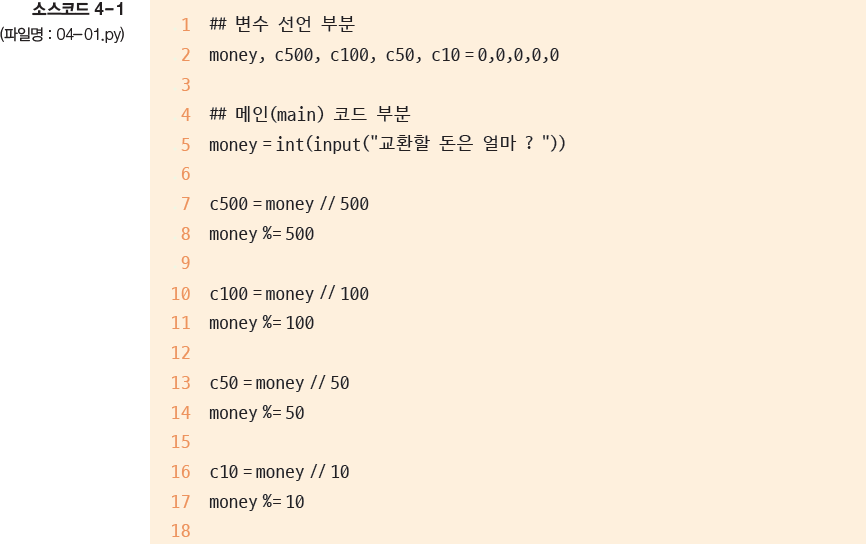 소스코드 4-1
(파일명 : 04-01.py)
1 ## 변수 선언 부분
2 money, c500, c100, c50, c10 = 0,0,0,0,0
3
4 ## 메인(main) 코드 부분
5 money = int(input("교환할 돈은 얼마 ? "))
6
7 c500 = money // 500
8 money %= 500
9
10 c100 = money // 100
11 money %= 100
12
13 c50 = money // 50
14 money %= 50
15
16 c10 = money // 10
17 money %= 10
18